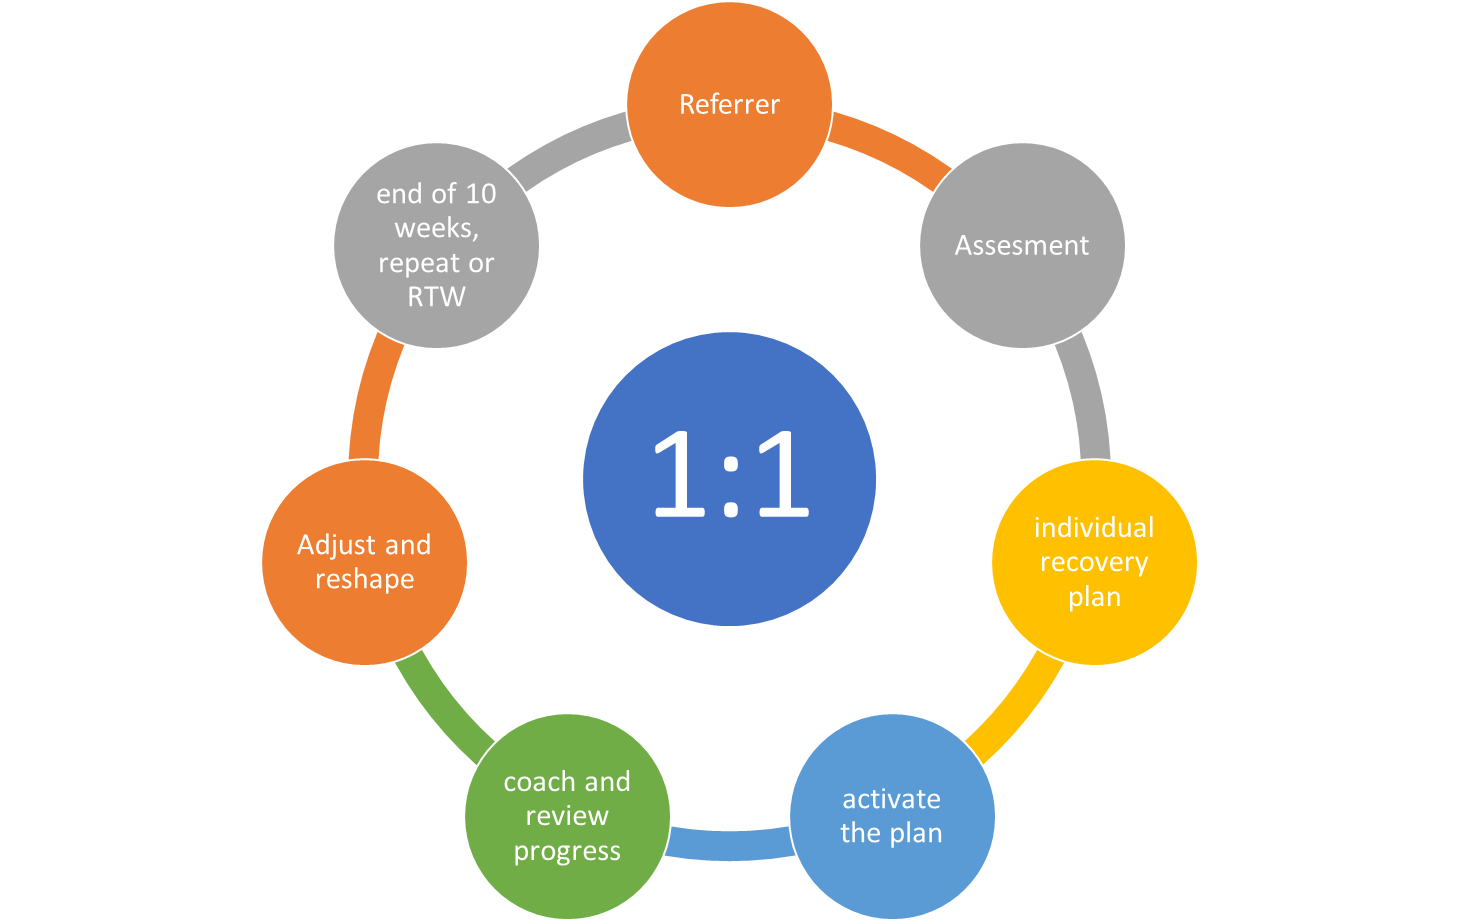 Referrer
Assesment
individual
recovery
plan
activate
the plan
coach and
review
progress
Adjust and
reshape
end of 10
weeks,
repeat or
RTW
1:1